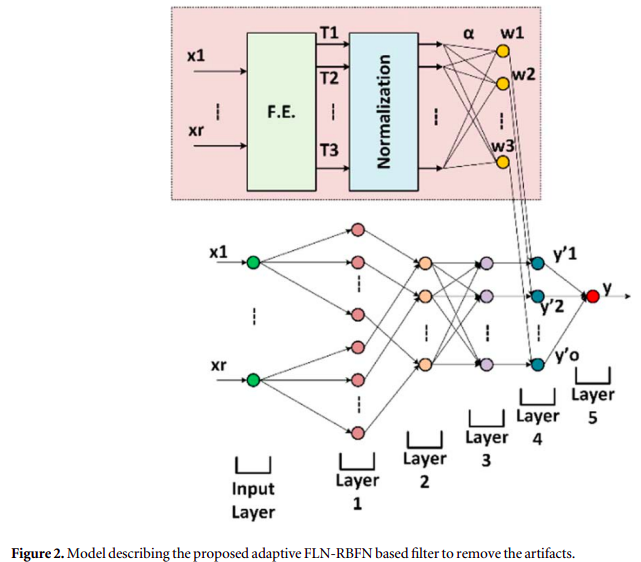 T1
α
w1
x1
T2
w2
F.E.
Normalization
xr
T3
w3
x1
y'1
y
y'2
xr
y'o
Layer
5
Layer
4
Layer
3
Layer
2
Layer
1
Input
Layer
Figure 2. Model describing the proposed adaptive FLN-RBFN based filter to remove the artifacts.